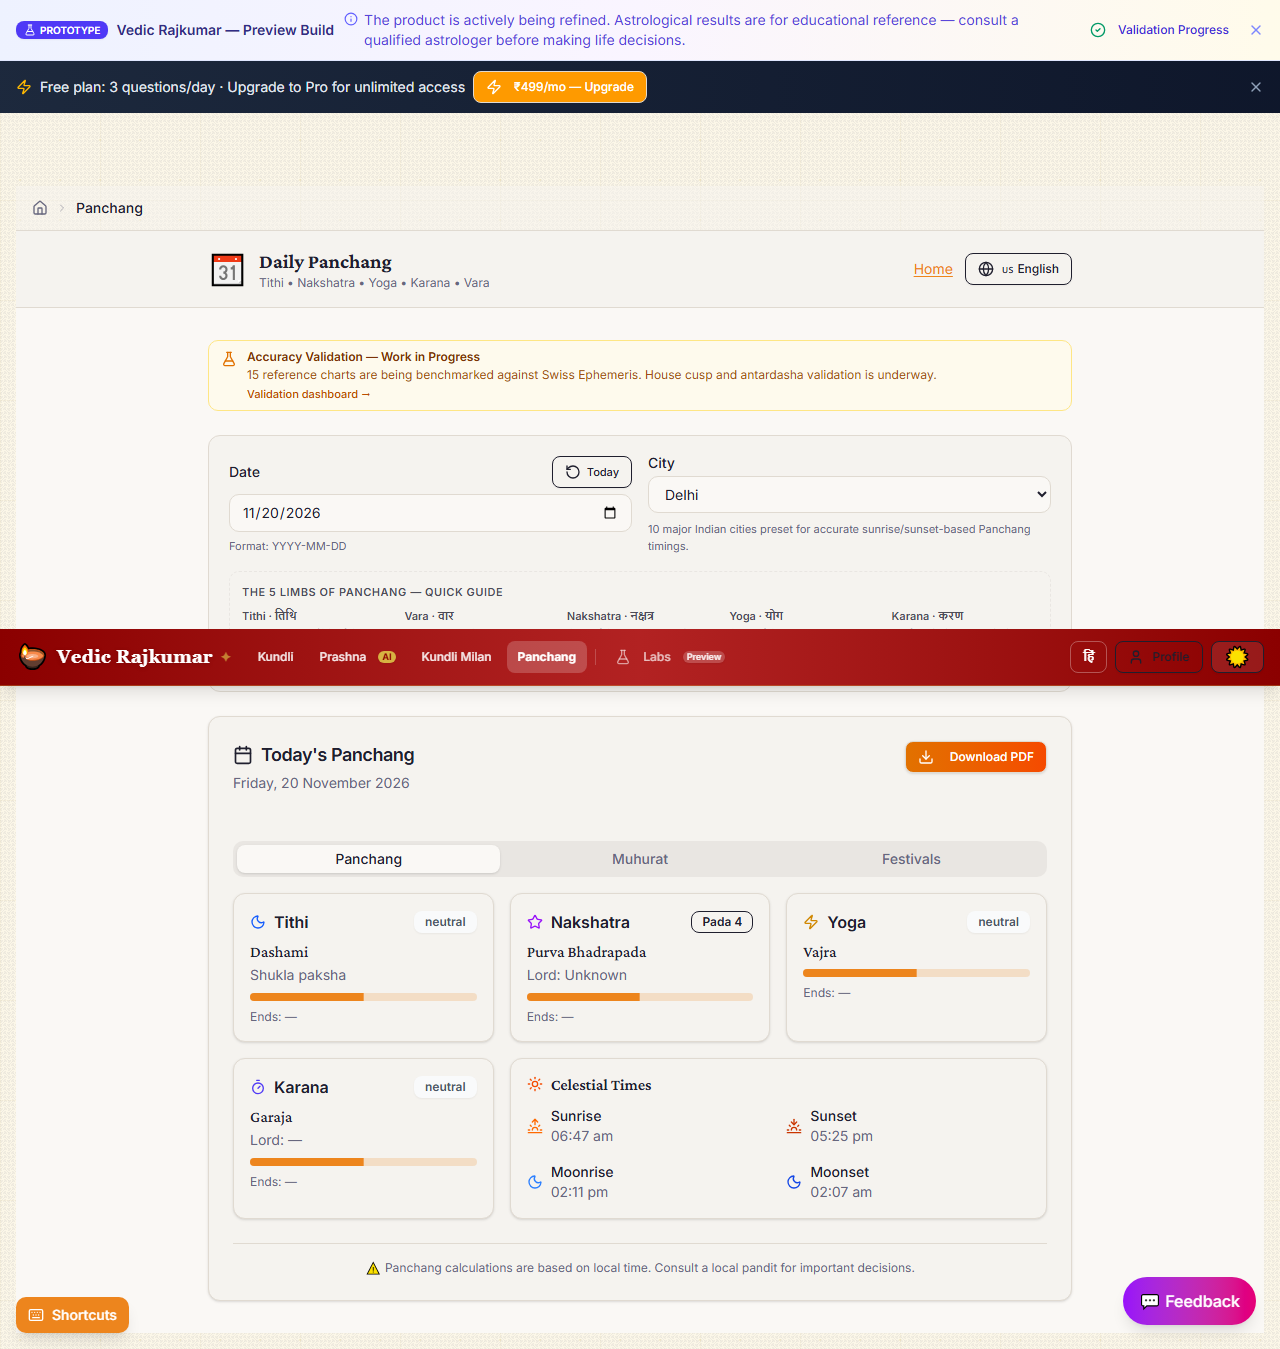 PROTOTYPE Vedic Rajkumar — Preview Build
The product is actively being refined. Astrological results are for educational reference — consult a
qualified astrologer before making life decisions.
Validation Progress
Free plan: 3 questions/day · Upgrade to Pro for unlimited access
₹499/mo — Upgrade
Panchang
31
Daily Panchang
Tithi • Nakshatra • Yoga • Karana • Vara
Home
US English
Accuracy Validation — Work in Progress
15 reference charts are being benchmarked against Swiss Ephemeris. House cusp and antardasha validation is underway.
Validation dashboard →
Date
Today
11/20/2026
Format: YYYY-MM-DD
City
Delhi
10 major Indian cities preset for accurate sunrise/sunset-based Panchang
timings.
THE 5 LIMBS OF PANCHANG — QUICK GUIDE
Tithi · तिथि
Vara · वार
Nakshatra · नक्षत्र
Yoga · योग
Karana · करण
Vedic Rajkumar
Kundli
Prashna AI
Kundli Milan
Panchang
Labs Preview
हिं
Profile
Today's Panchang
Friday, 20 November 2026
Download PDF
Panchang
Muhurat
Festivals
Tithi
neutral
Dashami
Shukla paksha
Ends: —
Nakshatra
Pada 4
Purva Bhadrapada
Lord: Unknown
Ends: —
Yoga
neutral
Vajra
Ends: —
Karana
neutral
Garaja
Lord: —
Ends: —
Celestial Times
Sunrise
06:47 am
Sunset
05:25 pm
Moonrise
02:11 pm
Moonset
02:07 am
Panchang calculations are based on local time. Consult a local pandit for important decisions.
Shortcuts
Feedback